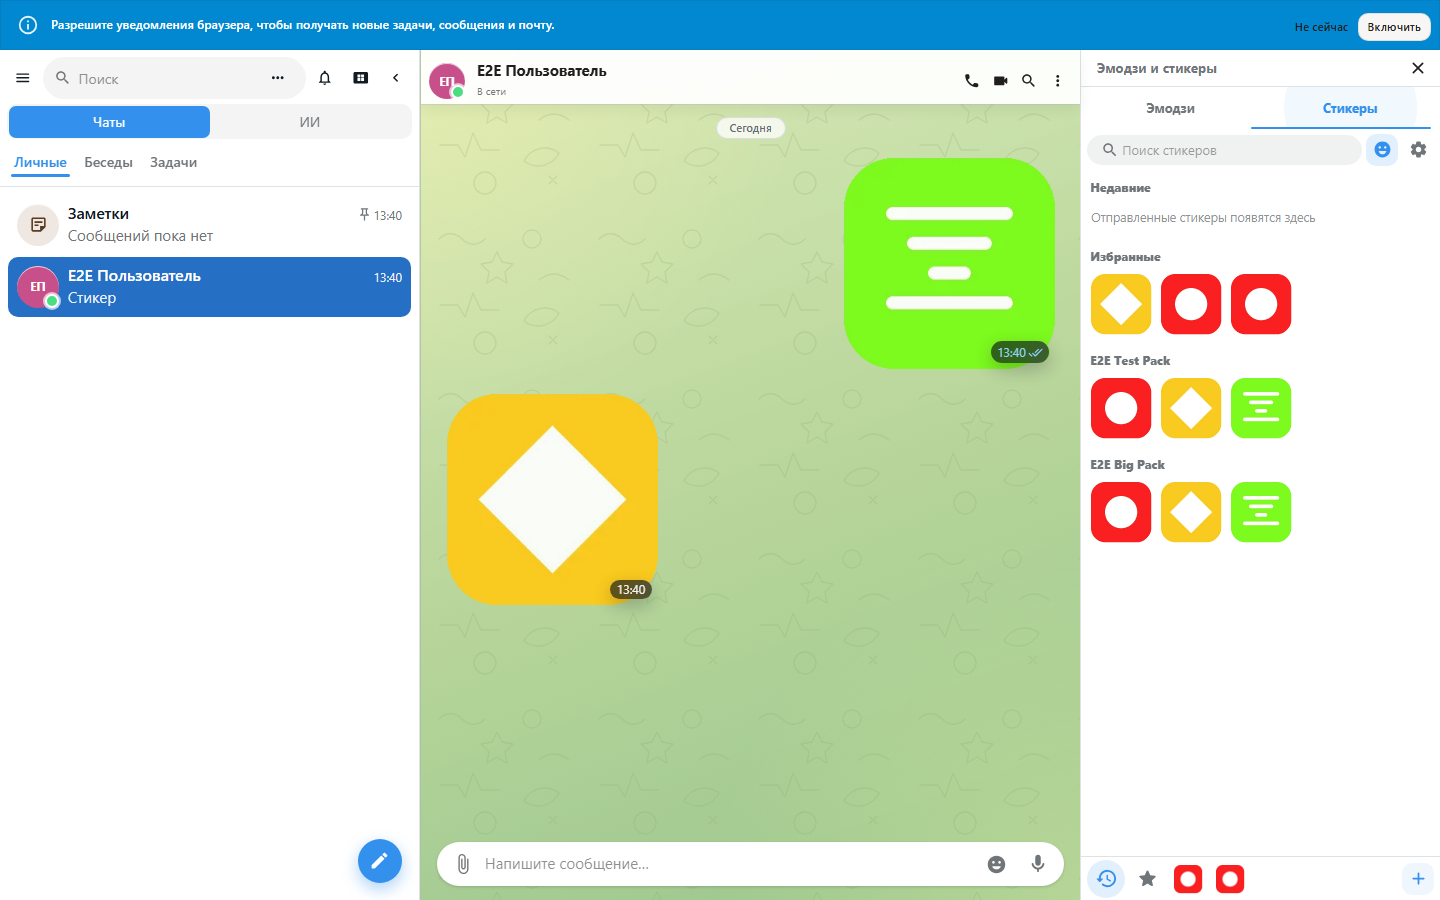 Разрешите уведомления браузера, чтобы получать новые задачи, сообщения и почту.
Не сейчас
Включить
Поиск
Чаты
ИИ
Личные
Беседы
Задачи
Заметки
13:40
Сообщений пока нет
ЕП
E2E Пользователь
13:40
Стикер
ЕП
E2E Пользователь
В сети
Сегодня
13:40
13:40
Напишите сообщение...
Эмодзи и стикеры
Эмодзи
Стикеры
Поиск стикеров
Недавние
Отправленные стикеры появятся здесь
Избранные
E2E Test Pack
E2E Big Pack